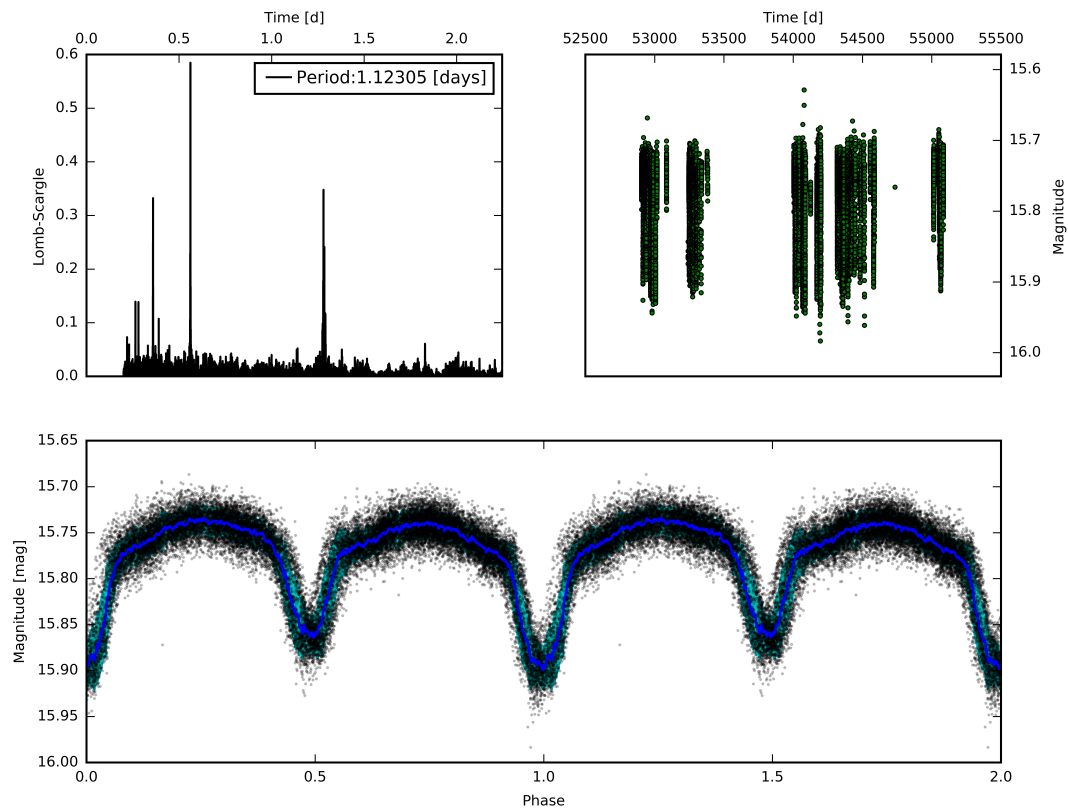 Time [d]
0.0 0.5 1.0 1.5 2.0
0.6
0.5
0.4
0.3
0.2
0.1
0.0
Lomb-Scargle
Period:1.12305 [days]
Time [d]
52500 53000 53500 54000 54500 55000 55500
15.6
15.7
15.8
15.9
16.0
Magnitude
15.65
15.70
15.75
15.80
15.85
15.90
15.95
16.00
Magnitude [mag]
0.0 0.5 1.0 1.5 2.0
Phase